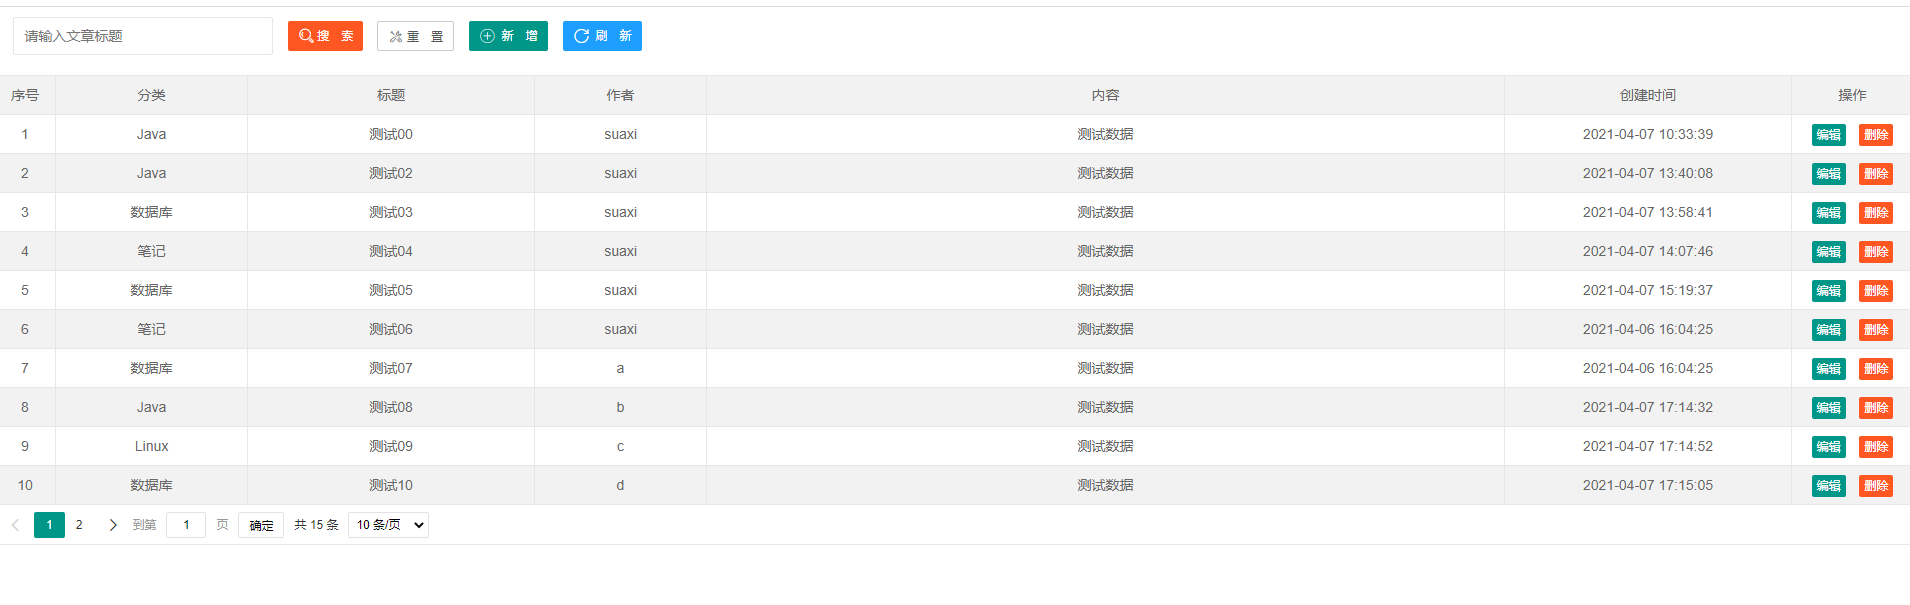 请输入文章标题 搜 索 重 置 新 增 刷 新
序号 分类 标题 作者 内容 创建时间 操作
1 Java 测试00 suaxi 测试数据 2021-04-07 10:33:39 编辑 删除
2 Java 测试02 suaxi 测试数据 2021-04-07 13:40:08 编辑 删除
3 数据库 测试03 suaxi 测试数据 2021-04-07 13:58:41 编辑 删除
4 笔记 测试04 suaxi 测试数据 2021-04-07 14:07:46 编辑 删除
5 数据库 测试05 suaxi 测试数据 2021-04-07 15:19:37 编辑 删除
6 笔记 测试06 suaxi 测试数据 2021-04-06 16:04:25 编辑 删除
7 数据库 测试07 a 测试数据 2021-04-06 16:04:25 编辑 删除
8 Java 测试08 b 测试数据 2021-04-07 17:14:32 编辑 删除
9 Linux 测试09 c 测试数据 2021-04-07 17:14:52 编辑 删除
10 数据库 测试10 d 测试数据 2021-04-07 17:15:05 编辑 删除
1 2 到第 1 页 确定 共 15 条 10 条/页